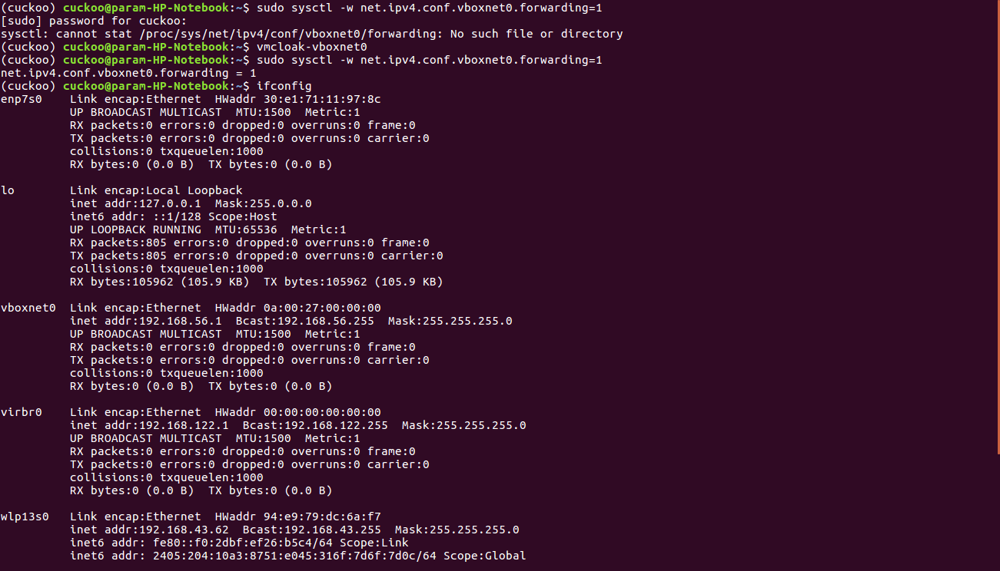 (cuckoo) cuckoo@param-HP-Notebook:~$ sudo sysctl -w net.ipv4.conf.vboxnet0.forwarding=1
[sudo] password for cuckoo:
sysctl: cannot stat /proc/sys/net/ipv4/conf/vboxnet0/forwarding: No such file or directory
(cuckoo) cuckoo@param-HP-Notebook:~$ vmcloak-vboxnet0
(cuckoo) cuckoo@param-HP-Notebook:~$ sudo sysctl -w net.ipv4.conf.vboxnet0.forwarding=1
net.ipv4.conf.vboxnet0.forwarding = 1
(cuckoo) cuckoo@param-HP-Notebook:~$ ifconfig
enp7s0    Link encap:Ethernet  HWaddr 30:e1:71:11:97:8c
          UP BROADCAST MULTICAST  MTU:1500  Metric:1
          RX packets:0 errors:0 dropped:0 overruns:0 frame:0
          TX packets:0 errors:0 dropped:0 overruns:0 carrier:0
          collisions:0 txqueuelen:1000
          RX bytes:0 (0.0 B)  TX bytes:0 (0.0 B)

lo        Link encap:Local Loopback
          inet addr:127.0.0.1  Mask:255.0.0.0
          inet6 addr: ::1/128 Scope:Host
          UP LOOPBACK RUNNING  MTU:65536  Metric:1
          RX packets:805 errors:0 dropped:0 overruns:0 frame:0
          TX packets:805 errors:0 dropped:0 overruns:0 carrier:0
          collisions:0 txqueuelen:1000
          RX bytes:105962 (105.9 KB)  TX bytes:105962 (105.9 KB)

vboxnet0  Link encap:Ethernet  HWaddr 0a:00:27:00:00:00
          inet addr:192.168.56.1  Bcast:192.168.56.255  Mask:255.255.255.0
          UP BROADCAST MULTICAST  MTU:1500  Metric:1
          RX packets:0 errors:0 dropped:0 overruns:0 frame:0
          TX packets:0 errors:0 dropped:0 overruns:0 carrier:0
          collisions:0 txqueuelen:1000
          RX bytes:0 (0.0 B)  TX bytes:0 (0.0 B)

virbr0    Link encap:Ethernet  HWaddr 00:00:00:00:00:00
          inet addr:192.168.122.1  Bcast:192.168.122.255  Mask:255.255.255.0
          UP BROADCAST MULTICAST  MTU:1500  Metric:1
          RX packets:0 errors:0 dropped:0 overruns:0 frame:0
          TX packets:0 errors:0 dropped:0 overruns:0 carrier:0
          collisions:0 txqueuelen:1000
          RX bytes:0 (0.0 B)  TX bytes:0 (0.0 B)

wlp13s0   Link encap:Ethernet  HWaddr 94:e9:79:dc:6a:f7
          inet addr:192.168.43.62  Bcast:192.168.43.255  Mask:255.255.255.0
          inet6 addr: fe80::f0:2dbf:ef26:b5c4/64 Scope:Link
          inet6 addr: 2405:204:10a3:8751:e045:316f:7d6f:7d0c/64 Scope:Global